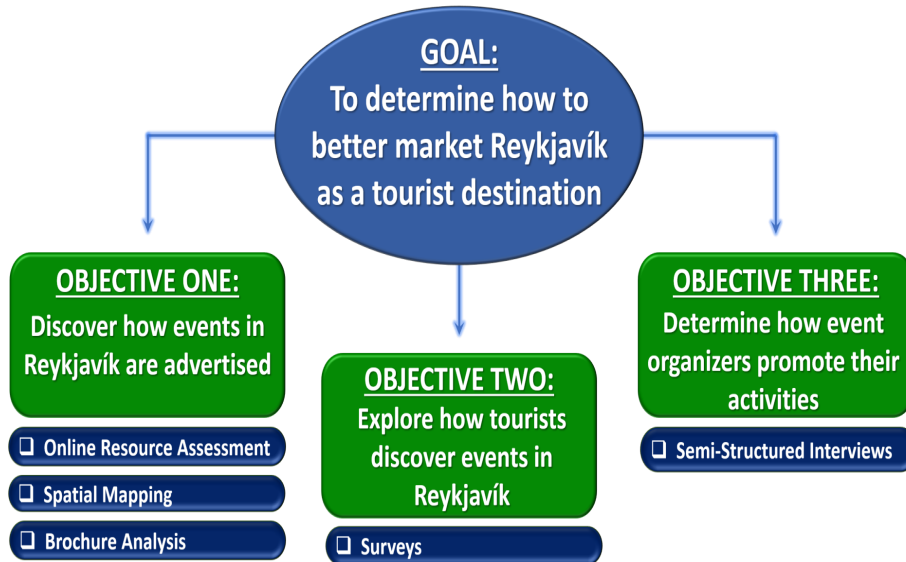 GOAL:
To determine how to
better market Reykjavík
as a tourist destination
OBJECTIVE ONE:
Discover how events in
Reykjavík are advertised
Online Resource Assessment
Spatial Mapping
Brochure Analysis
OBJECTIVE TWO:
Explore how tourists
discover events in
Reykjavík
Surveys
OBJECTIVE THREE:
Determine how event
organizers promote their
activities
Semi-Structured Interviews